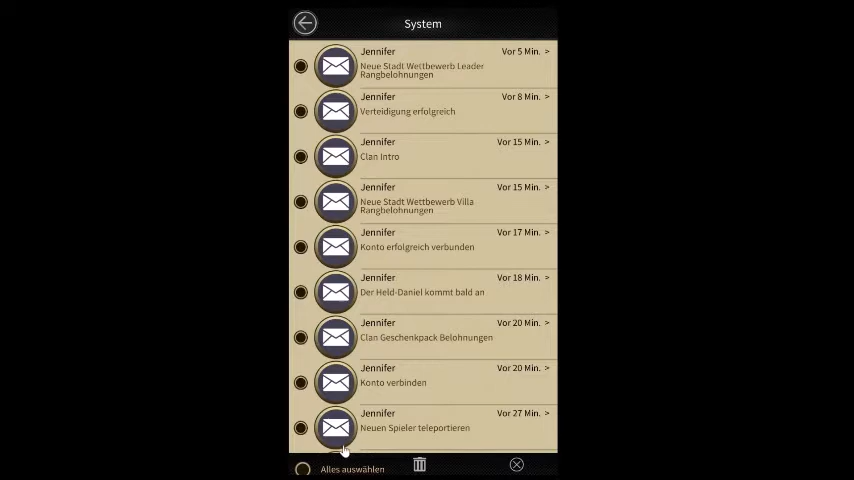 System
Jennifer
Vor 5 Min. >
Neue Stadt Wettbewerb Leader
Rangbelohnungen
Jennifer
Vor 8 Min. >
Verteidigung erfolgreich
Jennifer
Vor 15 Min. >
Clan Intro
Jennifer
Vor 15 Min. >
Neue Stadt Wettbewerb Villa
Rangbelohnungen
Jennifer
Vor 17 Min. >
Konto erfolgreich verbunden
Jennifer
Vor 18 Min. >
Der Held-Daniel kommt bald an
Jennifer
Vor 20 Min. >
Clan Geschenkpack Belohnungen
Jennifer
Vor 20 Min. >
Konto verbinden
Jennifer
Vor 27 Min. >
Neuen Spieler teleportieren
Alles auswählen